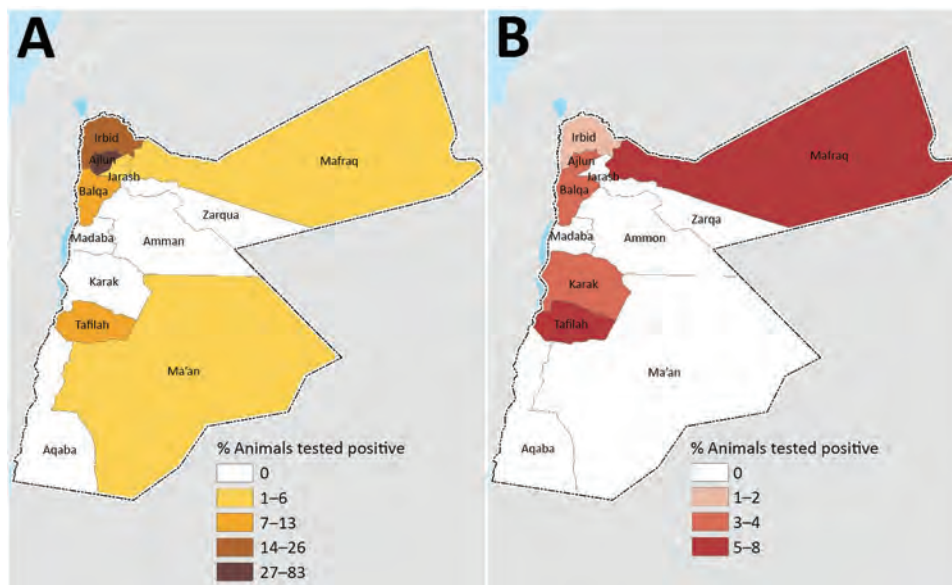 A
Irbid
Ajlun
Jarash
Mafraq
Balqa
Zarqua
Madaba
Amman
Karak
Tafilah
Ma'an
Aqaba
% Animals tested positive
0
1–6
7–13
14–26
27–83
B
Irbid
Ajlun
Jarash
Mafraq
Balqa
Zarqa
Madaba
Ammon
Karak
Tafilah
Ma'an
Aqaba
% Animals tested positive
0
1–2
3–4
5–8